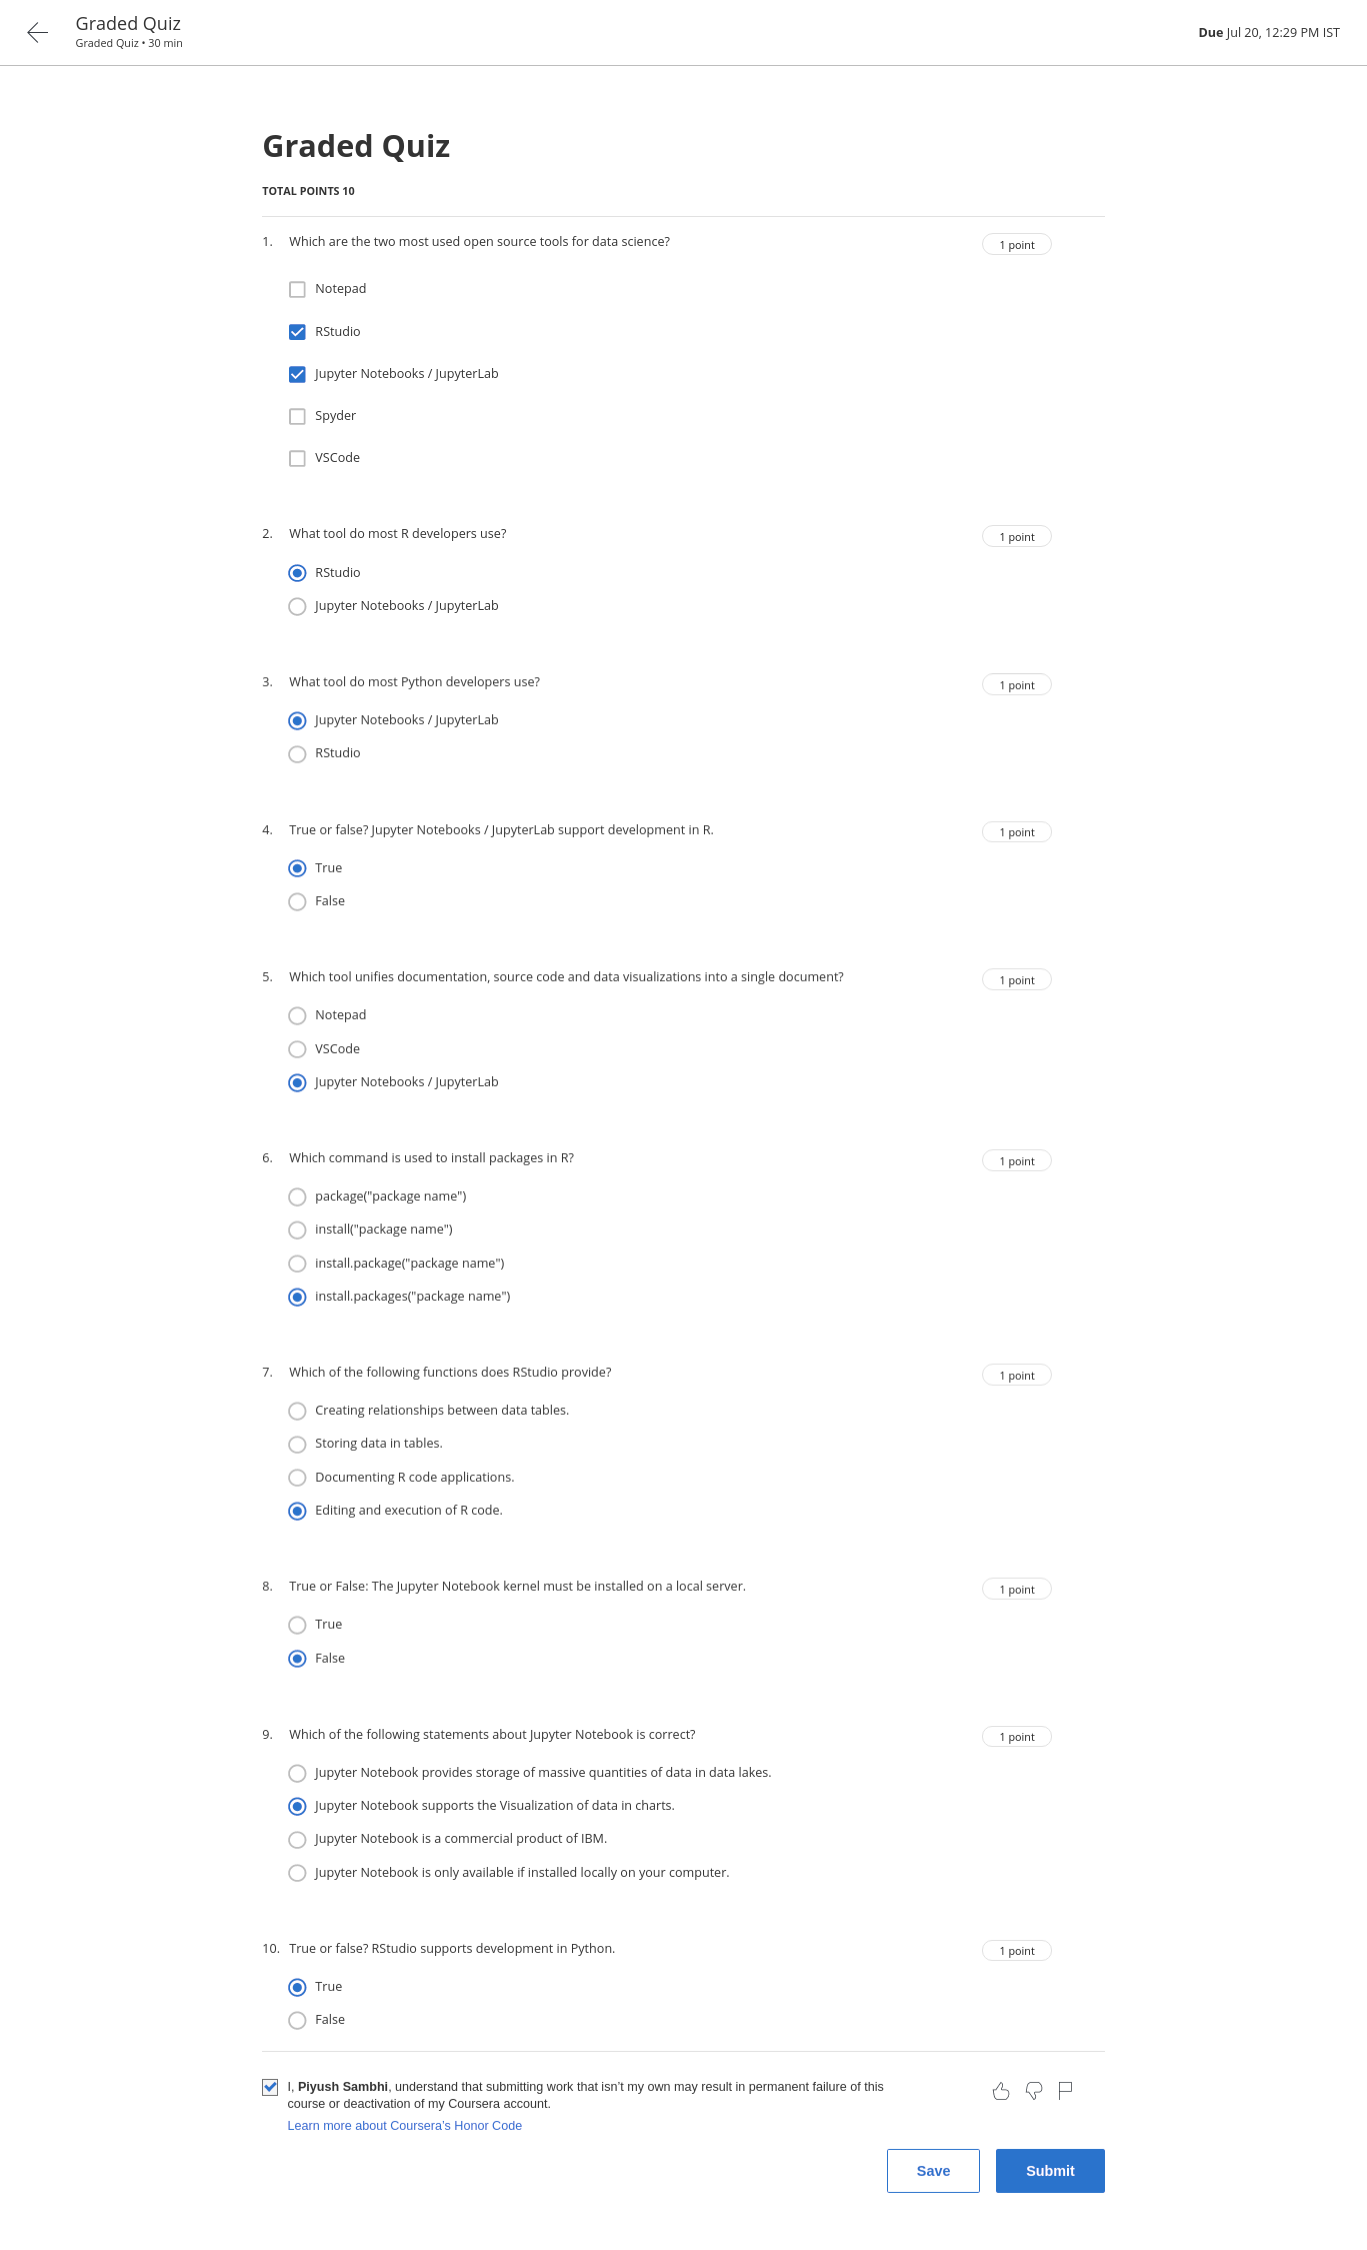 Graded Quiz
Graded Quiz • 30 min
Due Jul 20, 12:29 PM IST
Graded Quiz
TOTAL POINTS 10
1. Which are the two most used open source tools for data science?
1 point
Notepad
RStudio
Jupyter Notebooks / JupyterLab
Spyder
VSCode
2. What tool do most R developers use?
1 point
RStudio
Jupyter Notebooks / JupyterLab
3. What tool do most Python developers use?
1 point
Jupyter Notebooks / JupyterLab
RStudio
4. True or false? Jupyter Notebooks / JupyterLab support development in R.
1 point
True
False
5. Which tool unifies documentation, source code and data visualizations into a single document?
1 point
Notepad
VSCode
Jupyter Notebooks / JupyterLab
6. Which command is used to install packages in R?
1 point
package("package name")
install("package name")
install.package("package name")
install.packages("package name")
7. Which of the following functions does RStudio provide?
1 point
Creating relationships between data tables.
Storing data in tables.
Documenting R code applications.
Editing and execution of R code.
8. True or False: The Jupyter Notebook kernel must be installed on a local server.
1 point
True
False
9. Which of the following statements about Jupyter Notebook is correct?
1 point
Jupyter Notebook provides storage of massive quantities of data in data lakes.
Jupyter Notebook supports the Visualization of data in charts.
Jupyter Notebook is a commercial product of IBM.
Jupyter Notebook is only available if installed locally on your computer.
10. True or false? RStudio supports development in Python.
1 point
True
False
I, Piyush Sambhi, understand that submitting work that isn’t my own may result in permanent failure of this
course or deactivation of my Coursera account.
Learn more about Coursera’s Honor Code
Save
Submit